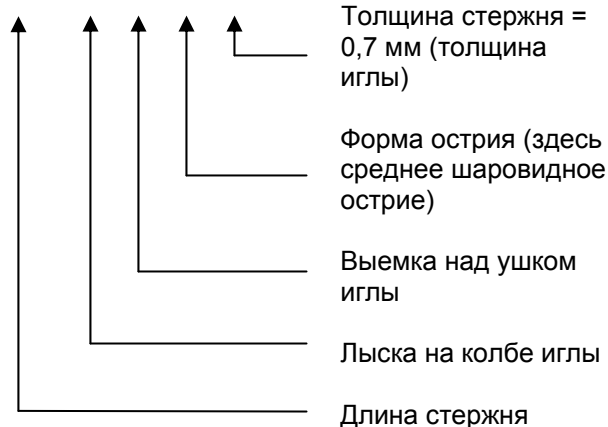 Толщина стержня =
0,7 мм (толщина
иглы)
Форма острия (здесь
среднее шаровидное
острие)
Выемка над ушком
иглы
Лыска на колбе иглы
Длина стержня